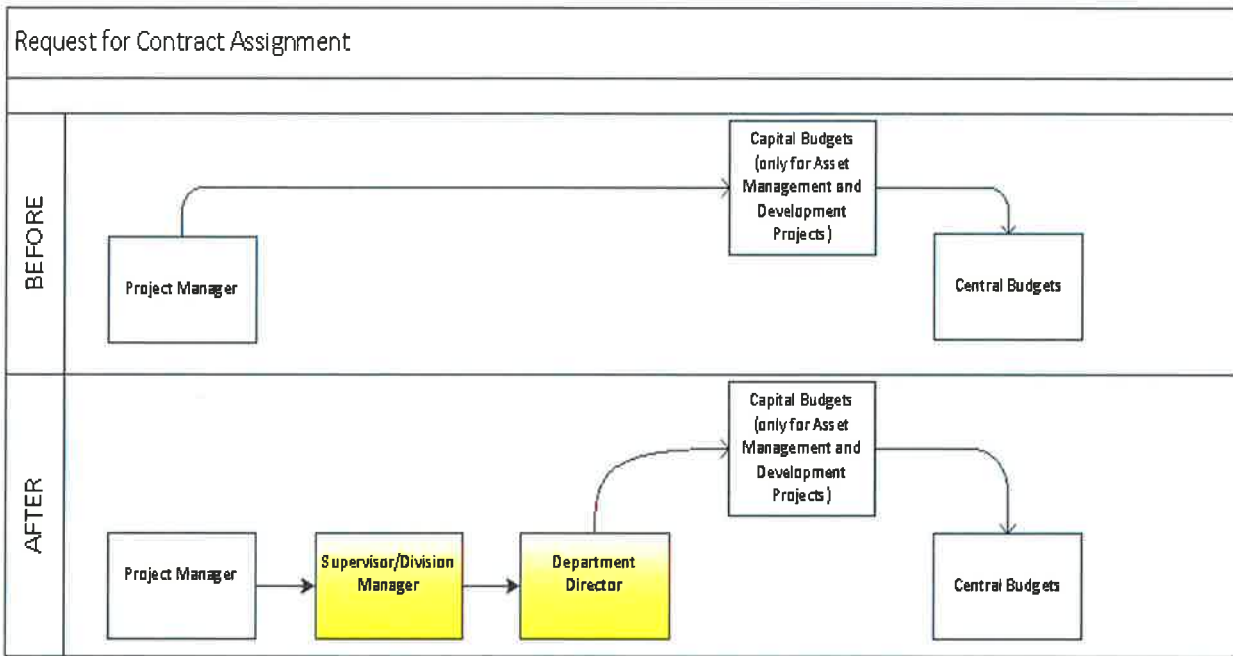 Request for Contract Assignment
BEFORE
Project Manager
Capital Budgets
(only for Asset
Management and
Development
Projects)
Central Budgets
AFTER
Project Manager
Supervisor/Division
Manager
Department
Director
Capital Budgets
(only for Asset
Management and
Development
Projects)
Central Budgets